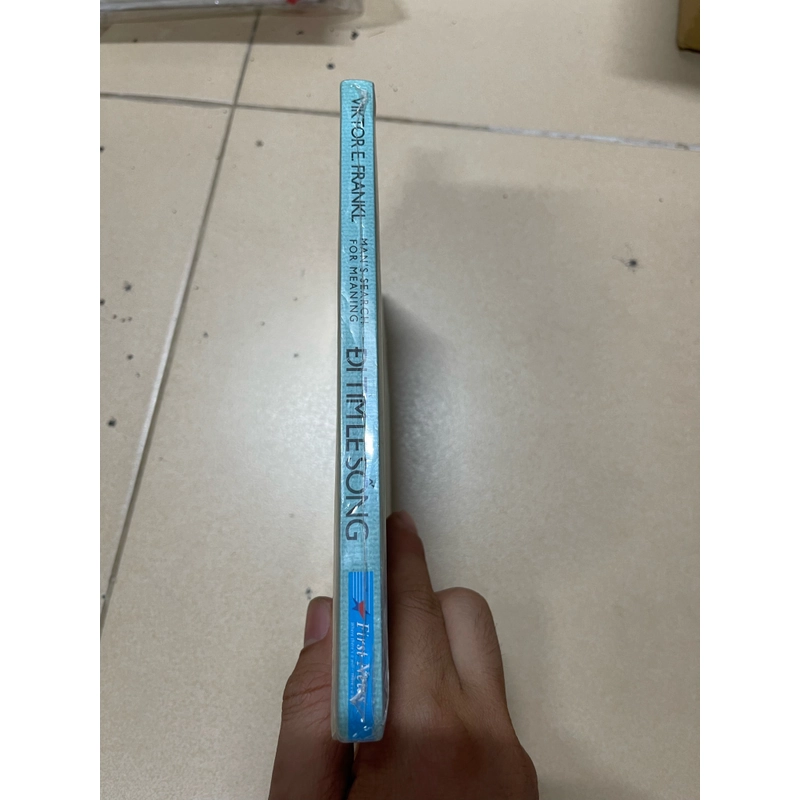 VIKTOR E. FRANKL
MAN'S SEARCH
FOR MEANING
ĐI TÌM LẼ SỐNG
First News